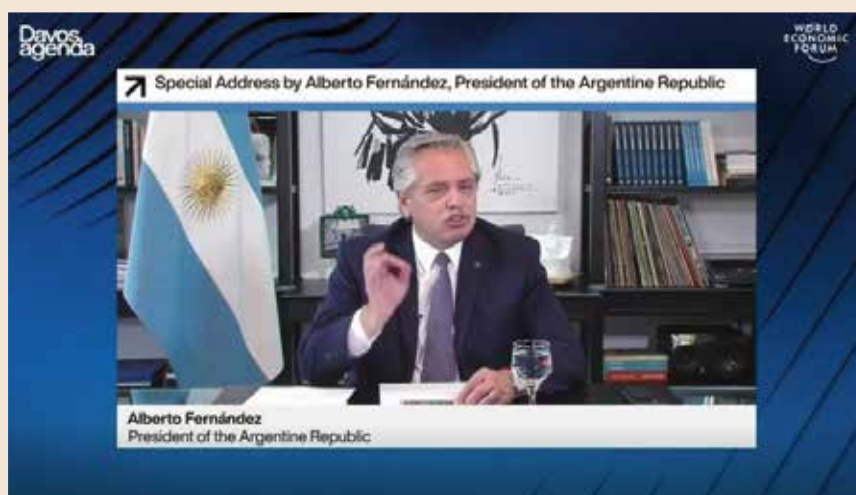 Davos
agenda
WORLD
ECONOMIC
FORUM
Special Address by Alberto Fernández, President of the Argentine Republic
Alberto Fernández
President of the Argentine Republic